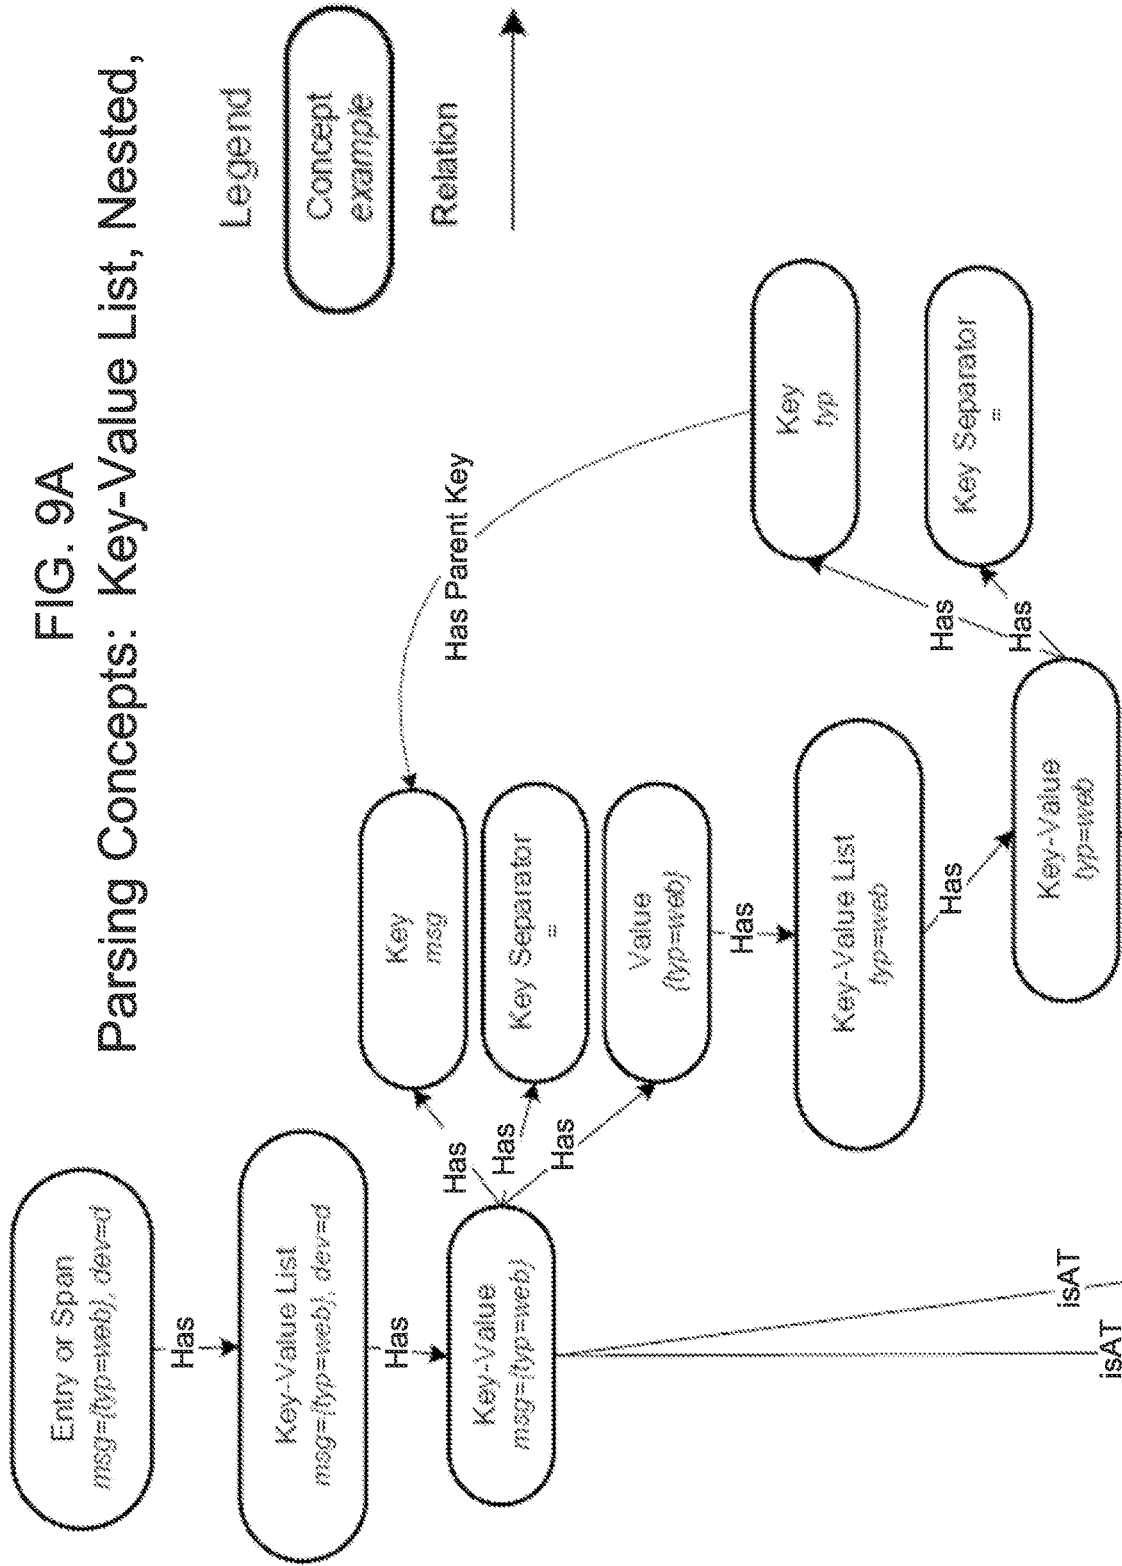 FIG. 9A
Parsing Concepts: Key-Value List, Nested,
Legend
Concept
example
Relation
Entry or Span
msg={typ=web}, dev=d
Has
Key-Value List
msg={typ=web}, dev=d
Has
Key-Value
msg={typ=web}
Has
Has
Has
Key
msg
Key Separator
=
Value
{typ=web}
Has
Key-Value List
typ=web
Has
Key-Value
typ=web
Has
Has
Key
typ
Key Separator
=
Has Parent Key
isAT
isAT